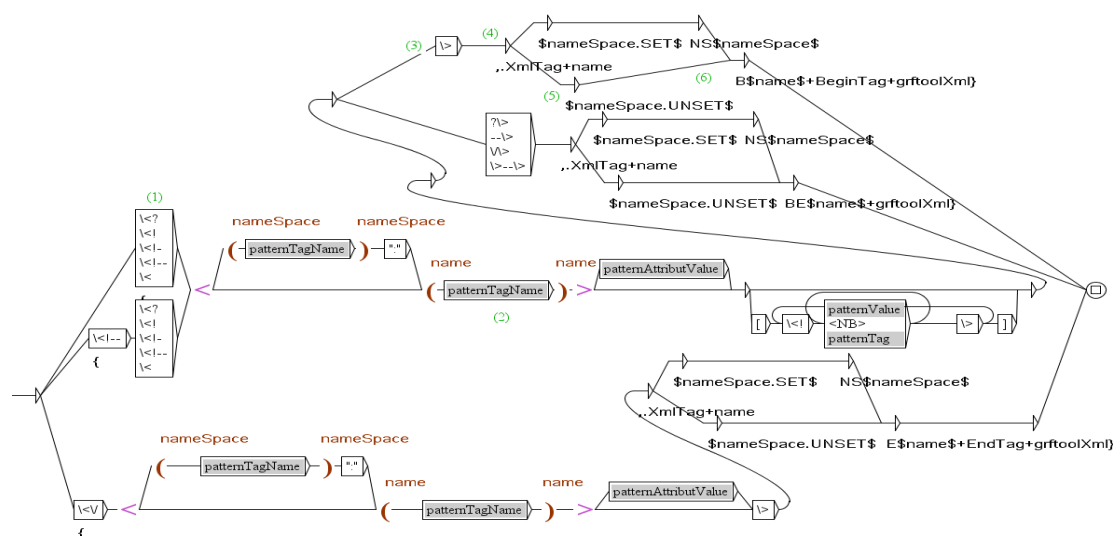 (4)
(3)
\>
$nameSpace.SET$ NS$nameSpace$
,.XmlTag+name
(6)
(5)
B$name$+BeginTag+grftoolXml}
$nameSpace.UNSET$
?\>
--\>
\/\>
\>--\>
$nameSpace.SET$ NS$nameSpace$
,.XmlTag+name
$nameSpace.UNSET$ BE$name$+grftoolXml}
(1)
\<?
\<!
\<!-
\<!--
\<
{
nameSpace
nameSpace
< ( patternTagName ) "."
name
name
patternAttributValue
( patternTagName ) >
(2)
[
\<!
patternValue
<NB>
patternTag
\>
]
\<!--
{
\<?
\<!
\<!-
\<!--
\<
$nameSpace.SET$ NS$nameSpace$
,.XmlTag+name
$nameSpace.UNSET$ E$name$+EndTag+grftoolXml}
nameSpace
nameSpace
( patternTagName ) "."
name
name
patternAttributValue
\<\/
{
<
( patternTagName ) >
\>